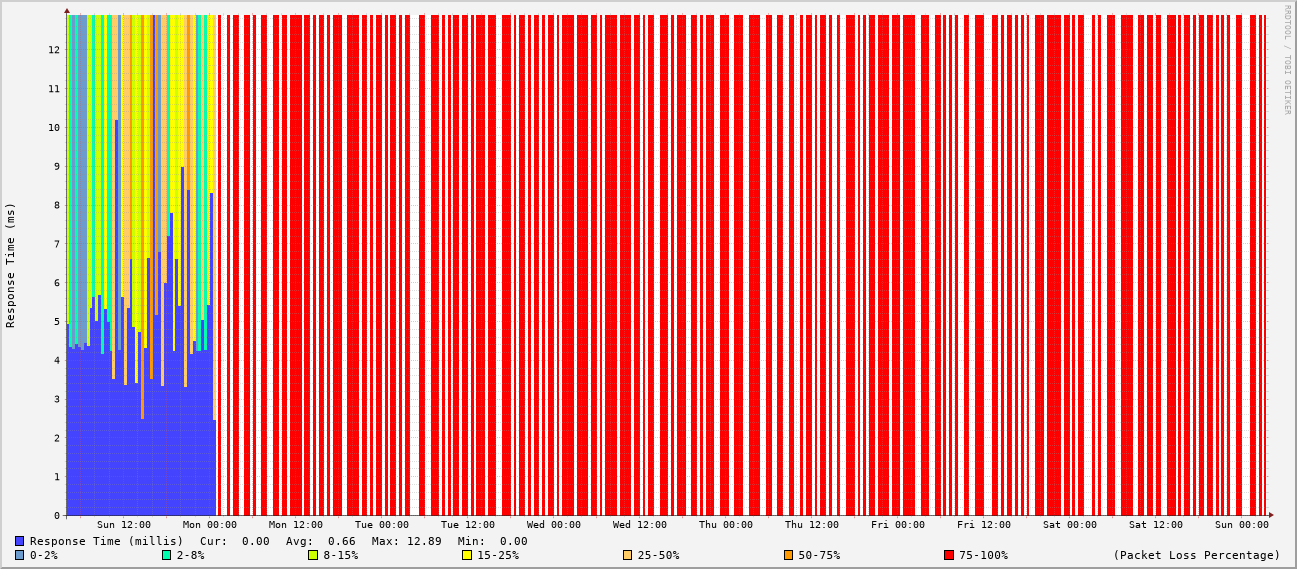 RRDTOOL / TOBI OETIKER
Response Time (ms)
12
11
10
9
8
7
6
5
4
3
2
1
0
Sun 12:00 Mon 00:00 Mon 12:00 Tue 00:00 Tue 12:00 Wed 00:00 Wed 12:00 Thu 00:00 Thu 12:00 Fri 00:00 Fri 12:00 Sat 00:00 Sat 12:00 Sun 00:00
Response Time (millis) Cur: 0.00 Avg: 0.66 Max: 12.89 Min: 0.00
0-2% 2-8% 8-15% 15-25% 25-50% 50-75% 75-100% (Packet Loss Percentage)